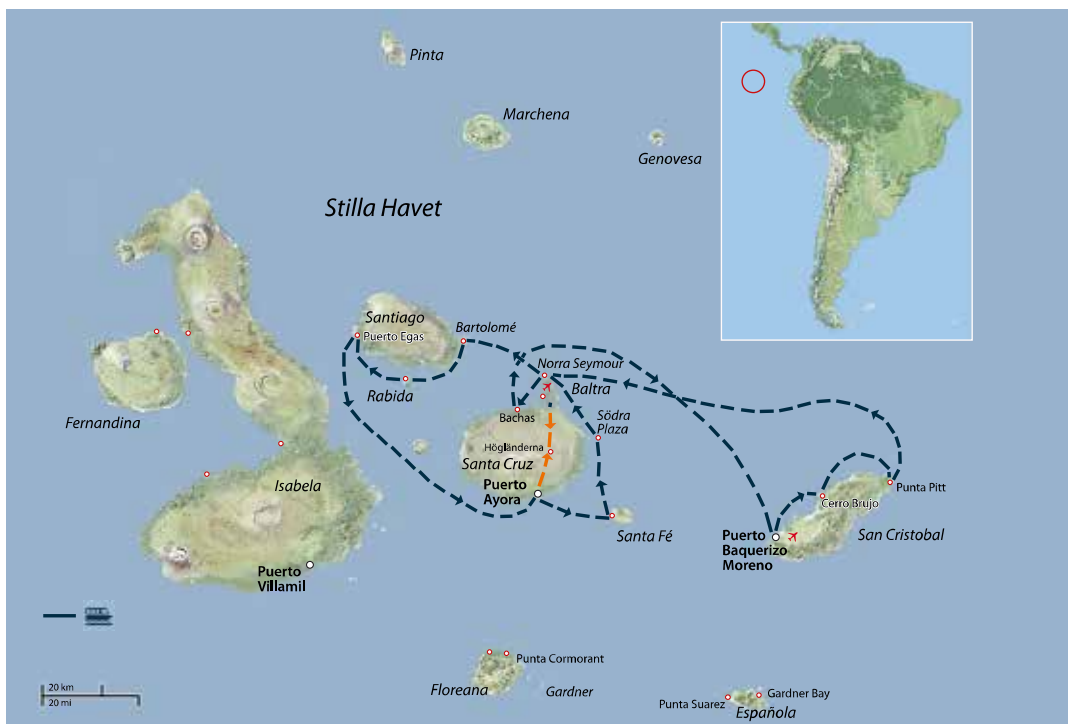 Pinta
Marchena
Genovesa
Stilla Havet
Santiago
Puerto Egas
Bartolomé
Norra Seymour
Rabida
Baltra
Fernandina
Bachas
Södra
Plaza
Högländerna
Santa Cruz
Isabela
Puerto
Ayora
Punta Pitt
Cerro Brujo
Santa Fé
San Cristobal
Puerto
Baquerizo
Moreno
Puerto
Villamil
Punta Cormorant
Floreana
Gardner
20 km
20 mi
Gardner Bay
Punta Suarez
Española